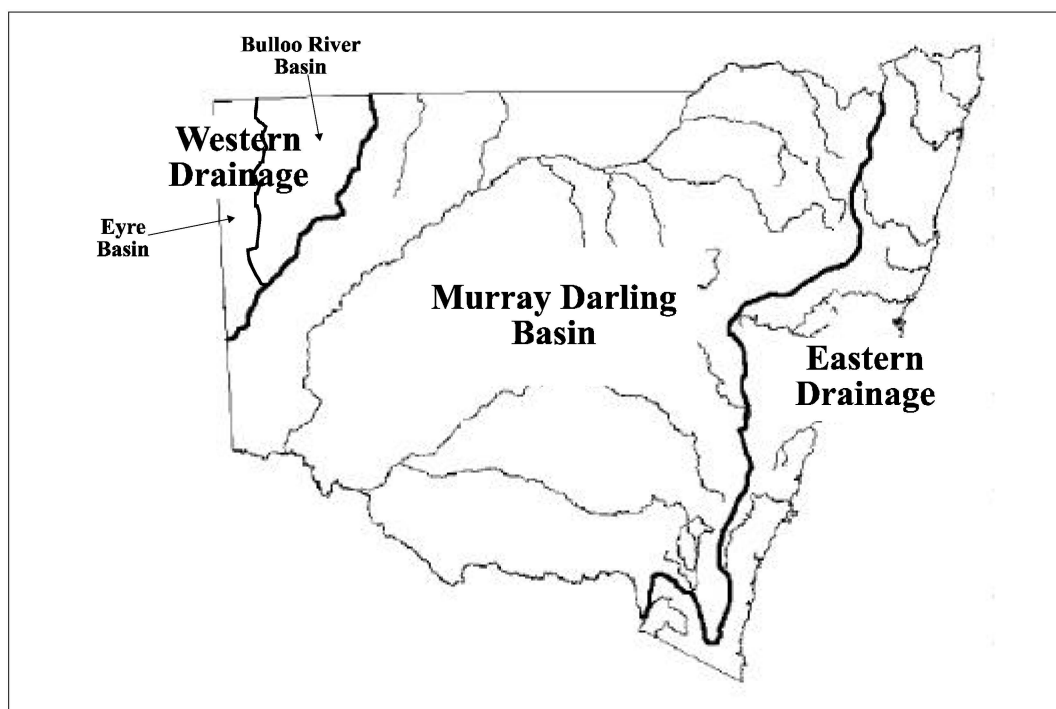 Bulloo River
Basin
Western
Drainage
Eyre
Basin
Murray Darling
Basin
Eastern
Drainage